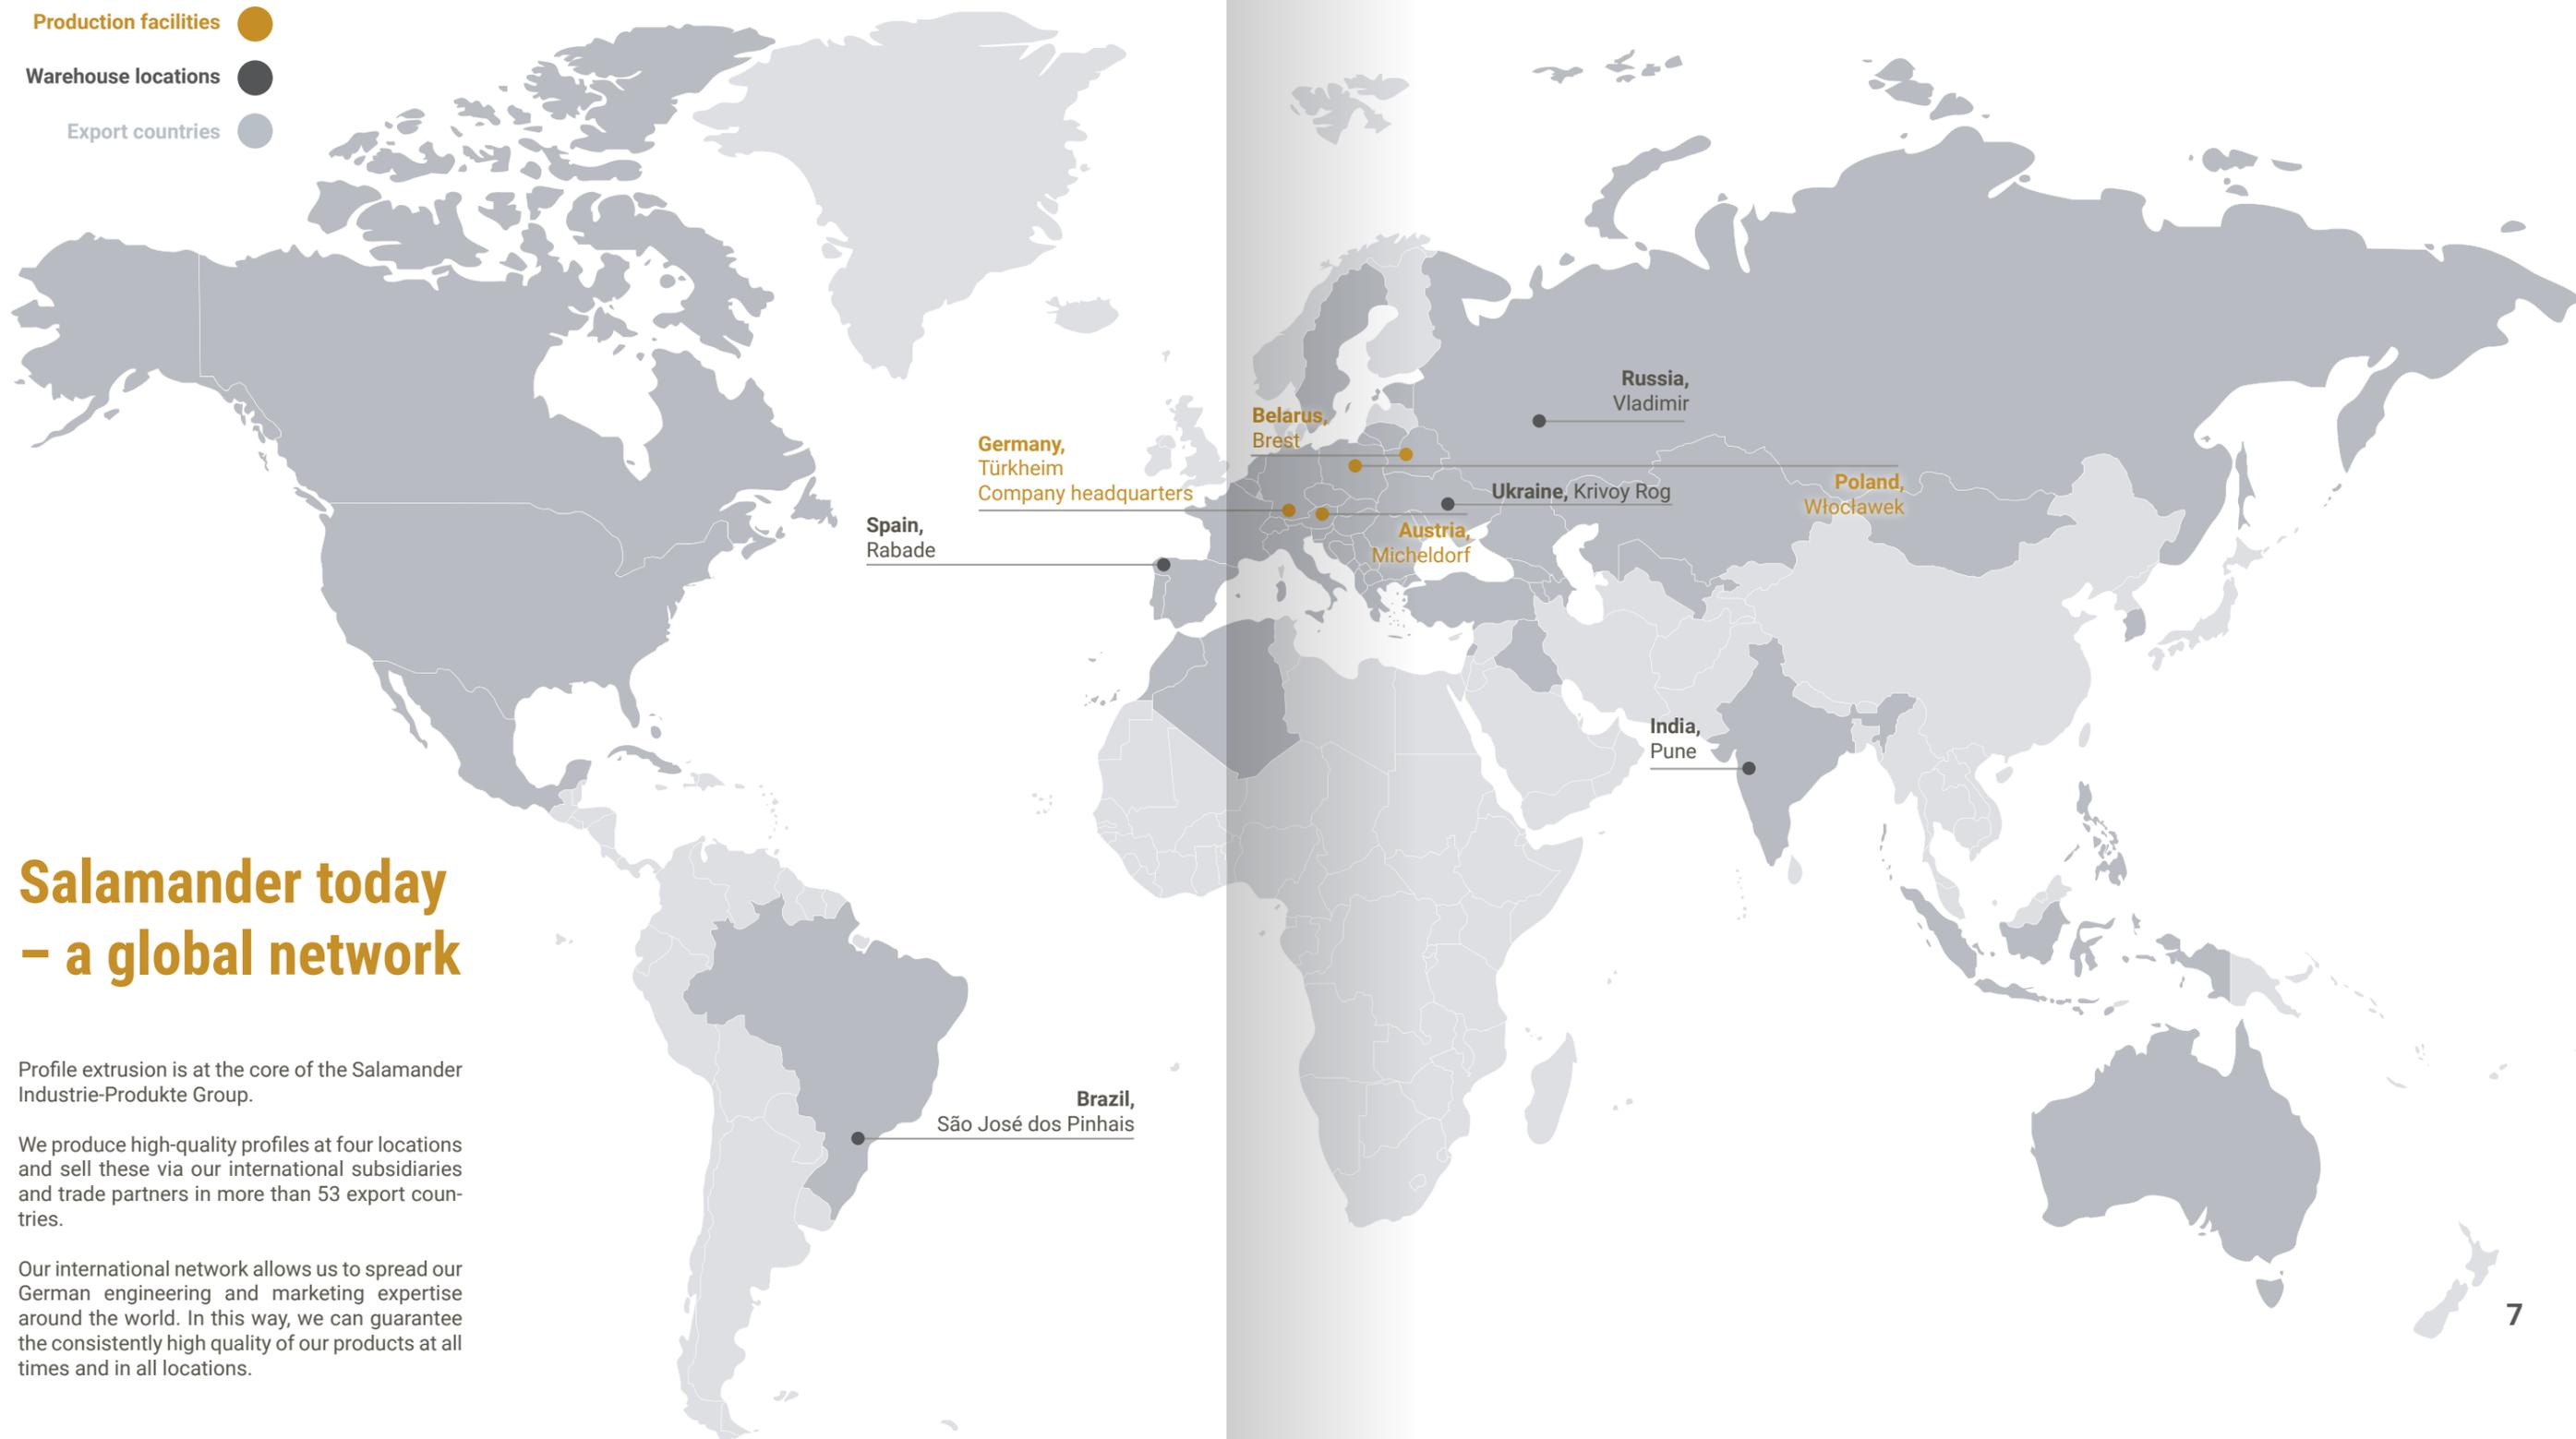 Production facilities
Warehouse locations
Export countries
Russia,
Vladimir
Belarus,
Brest
Germany,
Türkheim
Company headquarters
Poland,
Włocławek
Ukraine, Krivoy Rog
Spain,
Rabade
Austria,
Micheldorf
India,
Pune
Salamander today
– a global network
Profile extrusion is at the core of the Salamander
Industrie-Produkte Group.
We produce high-quality profiles at four locations
and sell these via our international subsidiaries
and trade partners in more than 53 export coun-
tries.
Our international network allows us to spread our
German engineering and marketing expertise
around the world. In this way, we can guarantee
the consistently high quality of our products at all
times and in all locations.
Brazil,
São José dos Pinhais
7